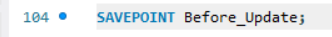 104 SAVEPOINT Before_Update;